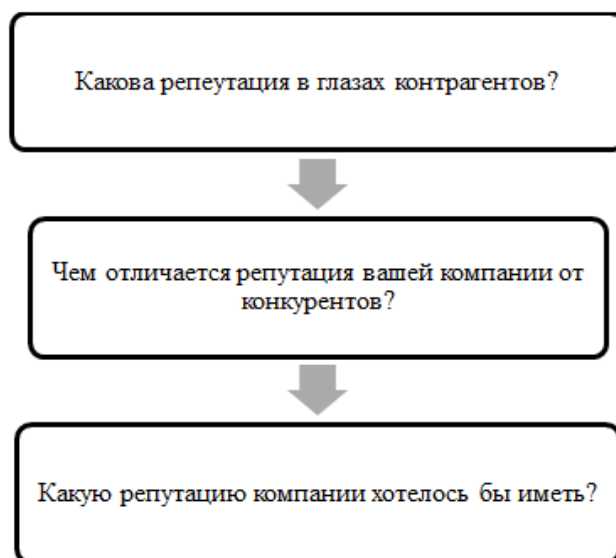 Какова репеутация в глазах контрагентов?
Чем отличается репутация вашей компании от
конкурентов?
Какую репутацию компании хотелось бы иметь?